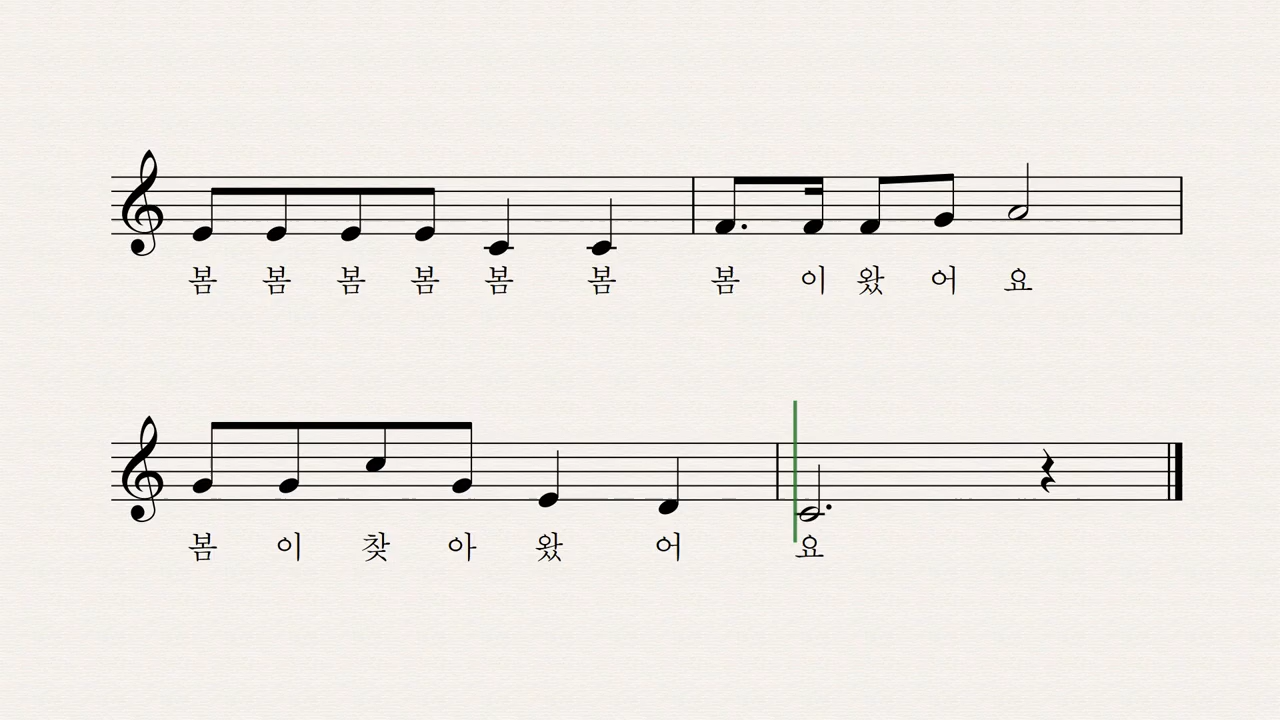 봄 봄 봄 봄 봄 봄 봄 이 왔 어 요
봄 이 찾 아 왔 어 요